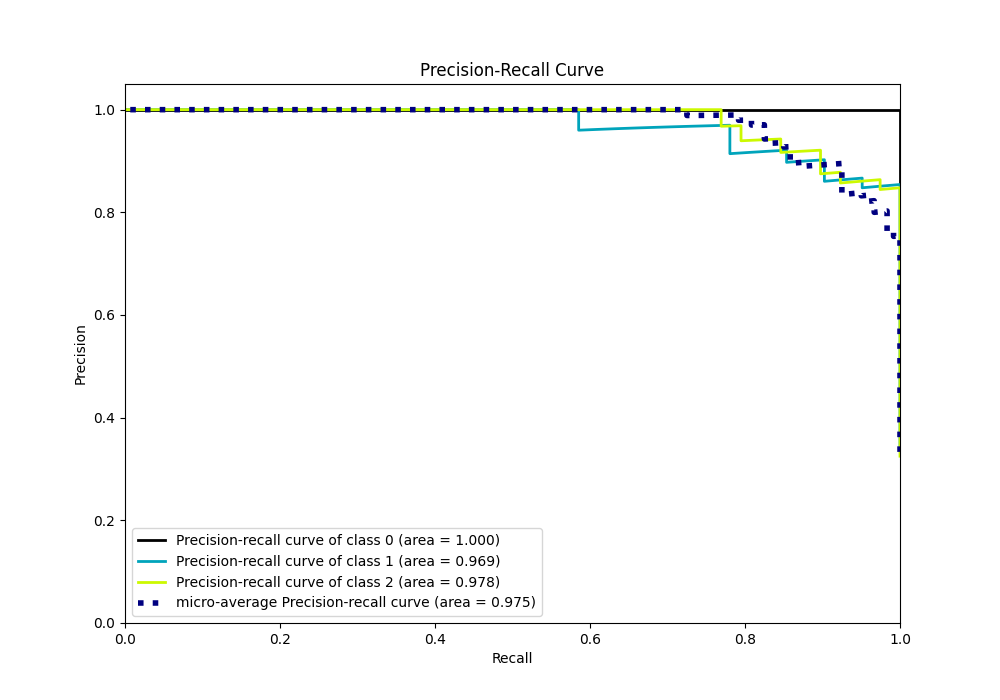 Precision-Recall Curve
1.0
0.8
0.6
0.4
0.2
0.0
Precision
Precision-recall curve of class 0 (area = 1.000)
Precision-recall curve of class 1 (area = 0.969)
Precision-recall curve of class 2 (area = 0.978)
micro-average Precision-recall curve (area = 0.975)
0.0 0.2 0.4 0.6 0.8 1.0
Recall